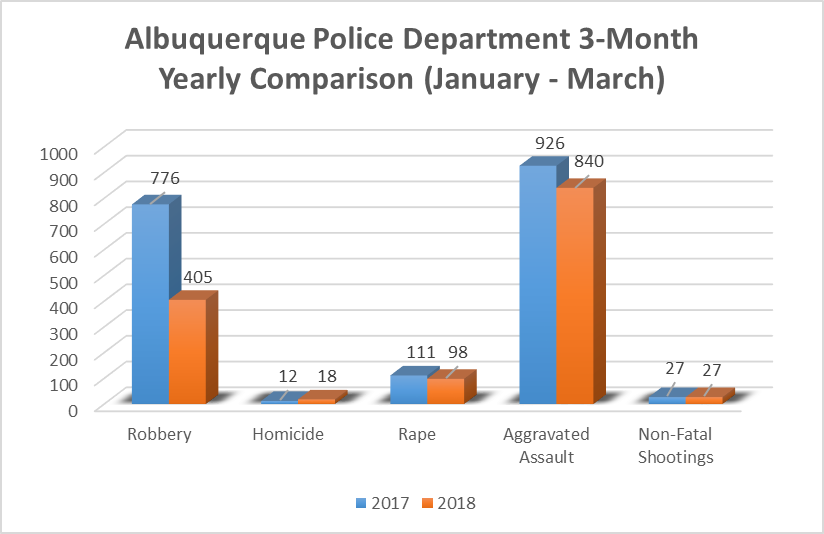 Albuquerque Police Department 3-Month
Yearly Comparison (January - March)
1000
900
800
700
600
500
400
300
200
100
0
776
405
12
18
111
98
926
840
27
27
Robbery
Homicide
Rape
Aggravated
Assault
Non-Fatal
Shootings
2017
2018